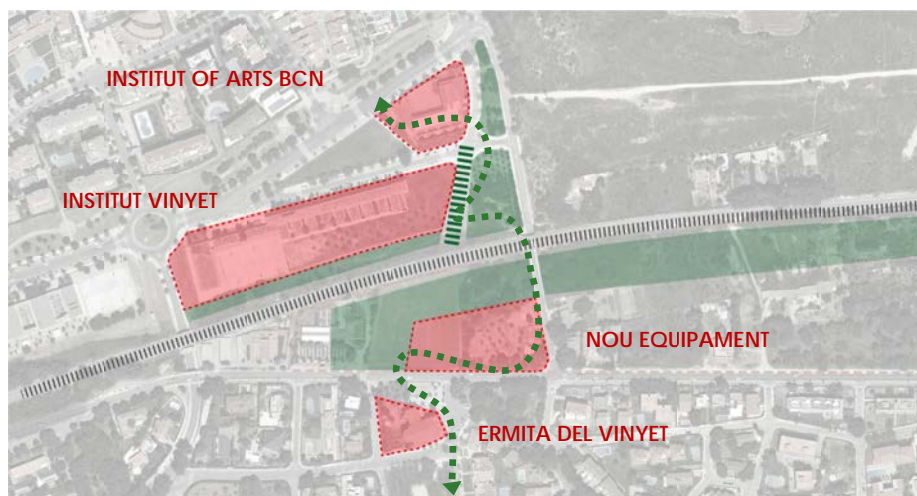 INSTITUT OF ARTS BCN
INSTITUT VINYET
NOU EQUIPAMENT
ERMITA DEL VINYET